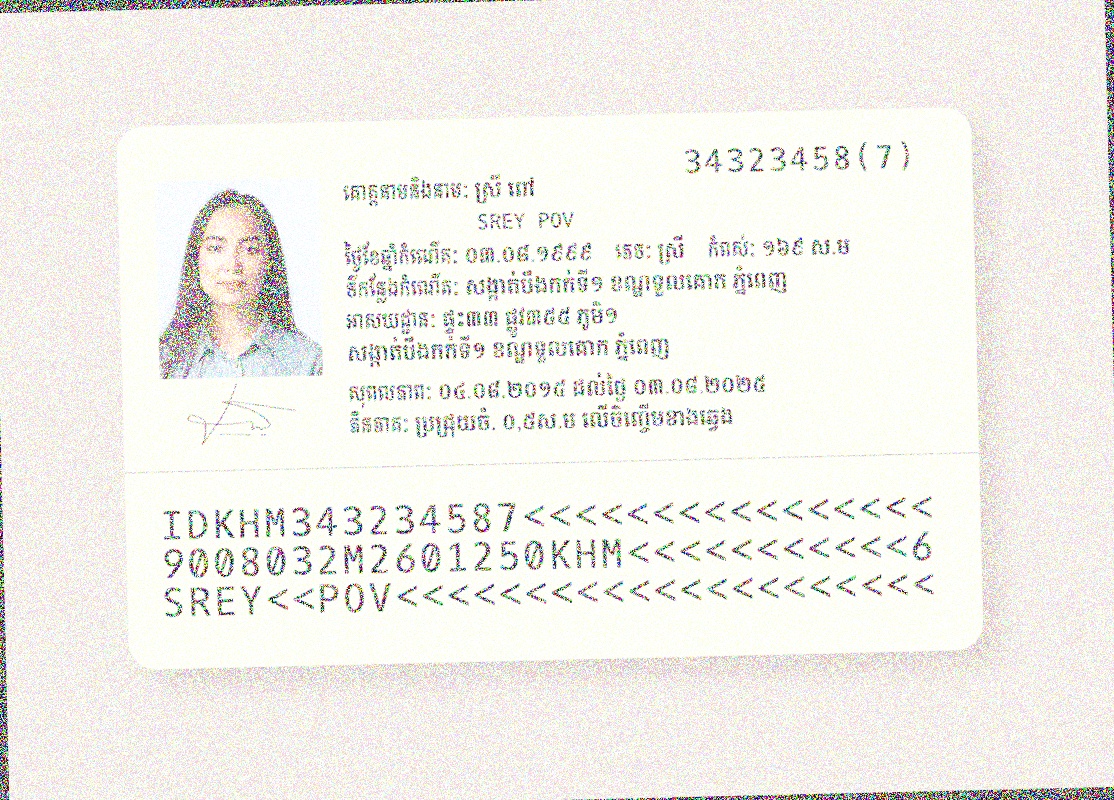 34323458(7)
គោត្តនាមនិងនាម: ស្រី ពៅ
SREY POV
ថ្ងៃខែឆ្នាំកំណើត: ០៣.០៨.១៩៩៩ ភេទ: ស្រី កំពស់: ១៦៩ ស.ម
ទីកន្លែងកំណើត: សង្កាត់បឹងកក់ទី១ ខណ្ឌទួលគោក ភ្នំពេញ
អាសយដ្ឋាន: ផ្ទះ៣៣ ផ្លូវ៣៥៥ ភូមិ១
សង្កាត់បឹងកក់ទី១ ខណ្ឌទួលគោក ភ្នំពេញ
សុពលភាព: ០៤.០៨.២០១៥ ដល់ថ្ងៃ ០៣.០៨.២០២៥
ភិនភាគ: ប្រជ្រុយចំ. ០,៥ស.ម លើចិញ្ចើមខាងឆ្វេង
IDKHM343234587<<<<<<<<<<<<<<<<
9008032M2601250KHM<<<<<<<<<<<6
SREY<<POV<<<<<<<<<<<<<<<<<<<<<